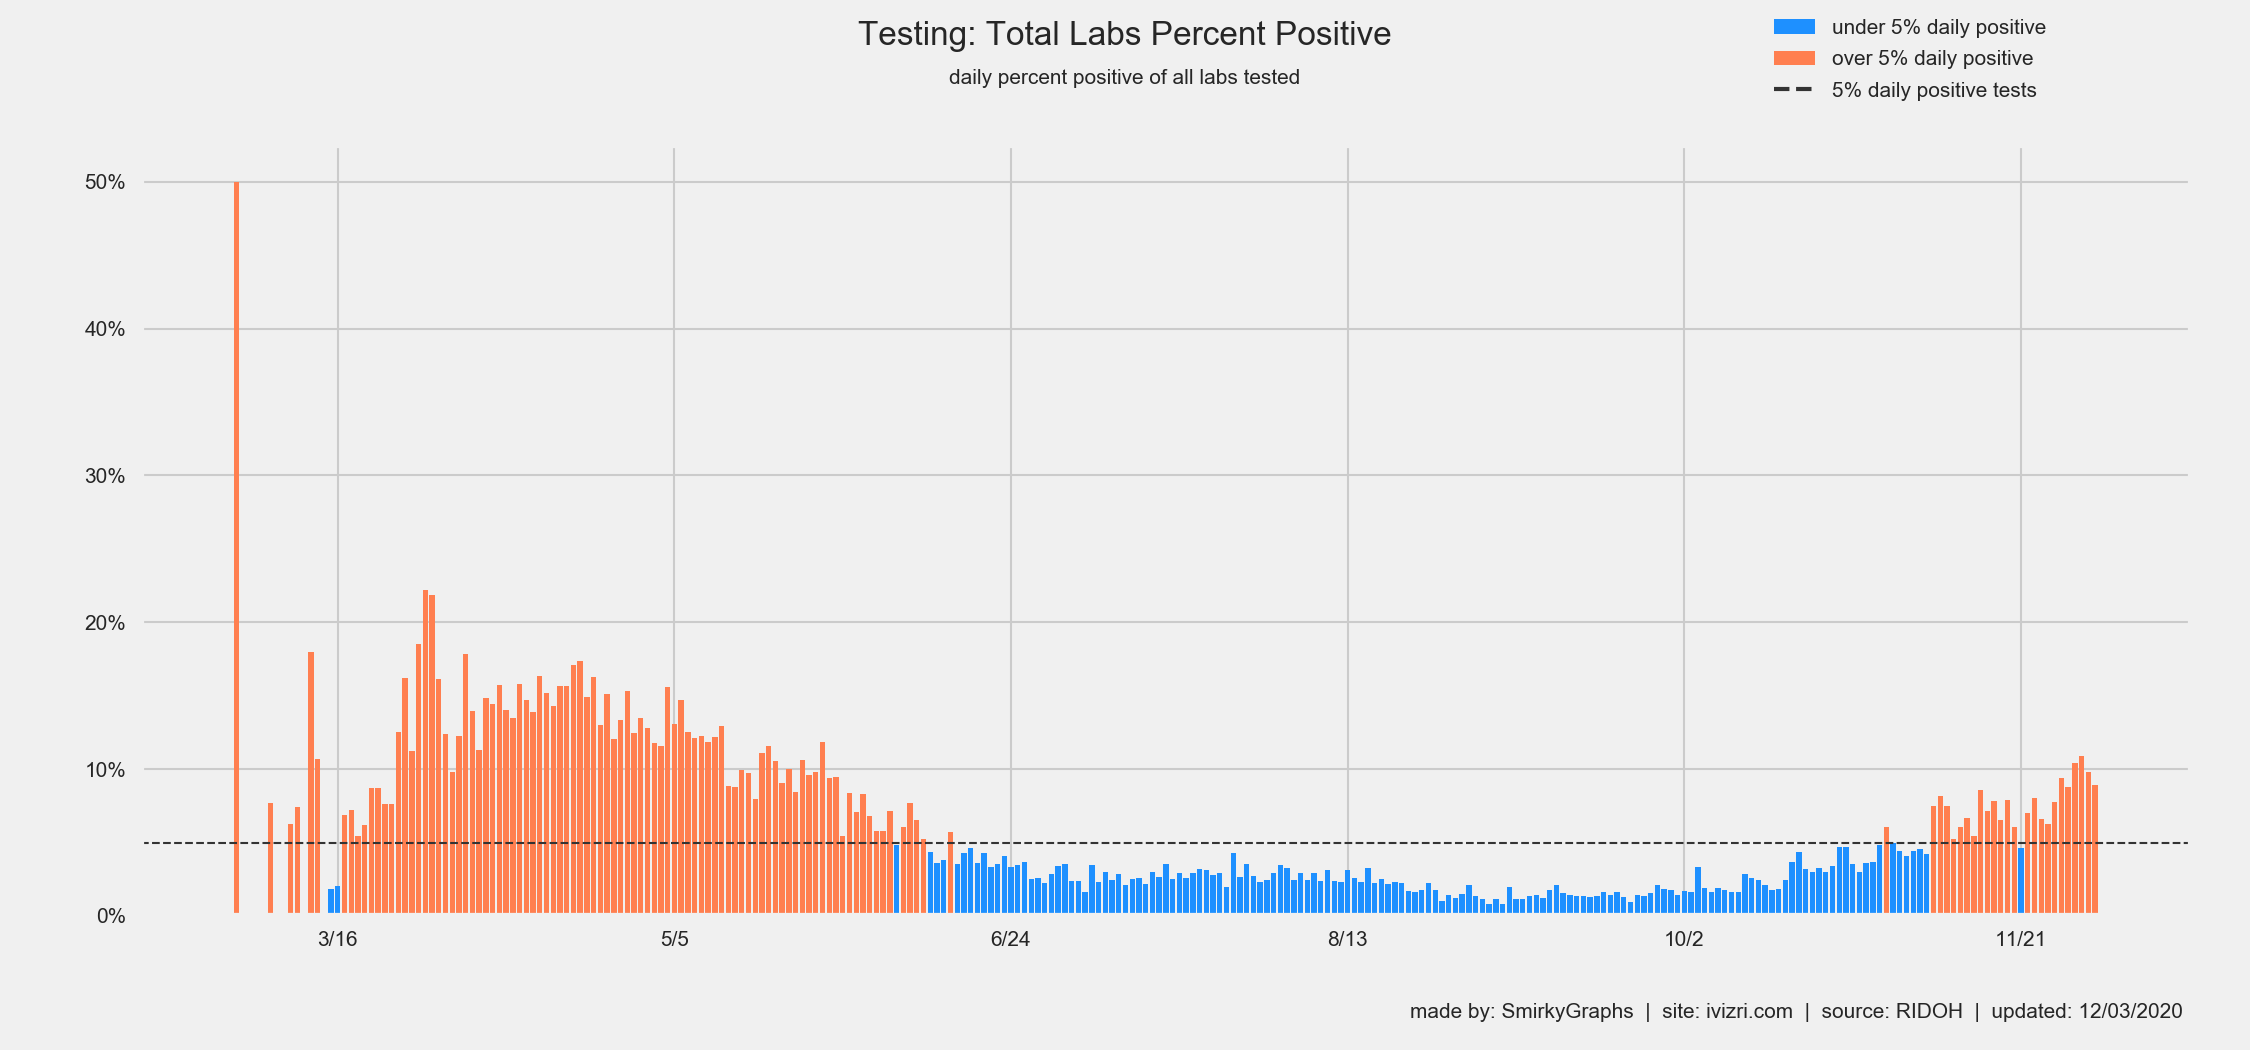 Testing: Total Labs Percent Positive
daily percent positive of all labs tested
under 5% daily positive
over 5% daily positive
5% daily positive tests
50%
40%
30%
20%
10%
0%
3/16
5/5
6/24
8/13
10/2
11/21
made by: SmirkyGraphs | site: ivizri.com | source: RIDOH | updated: 12/03/2020